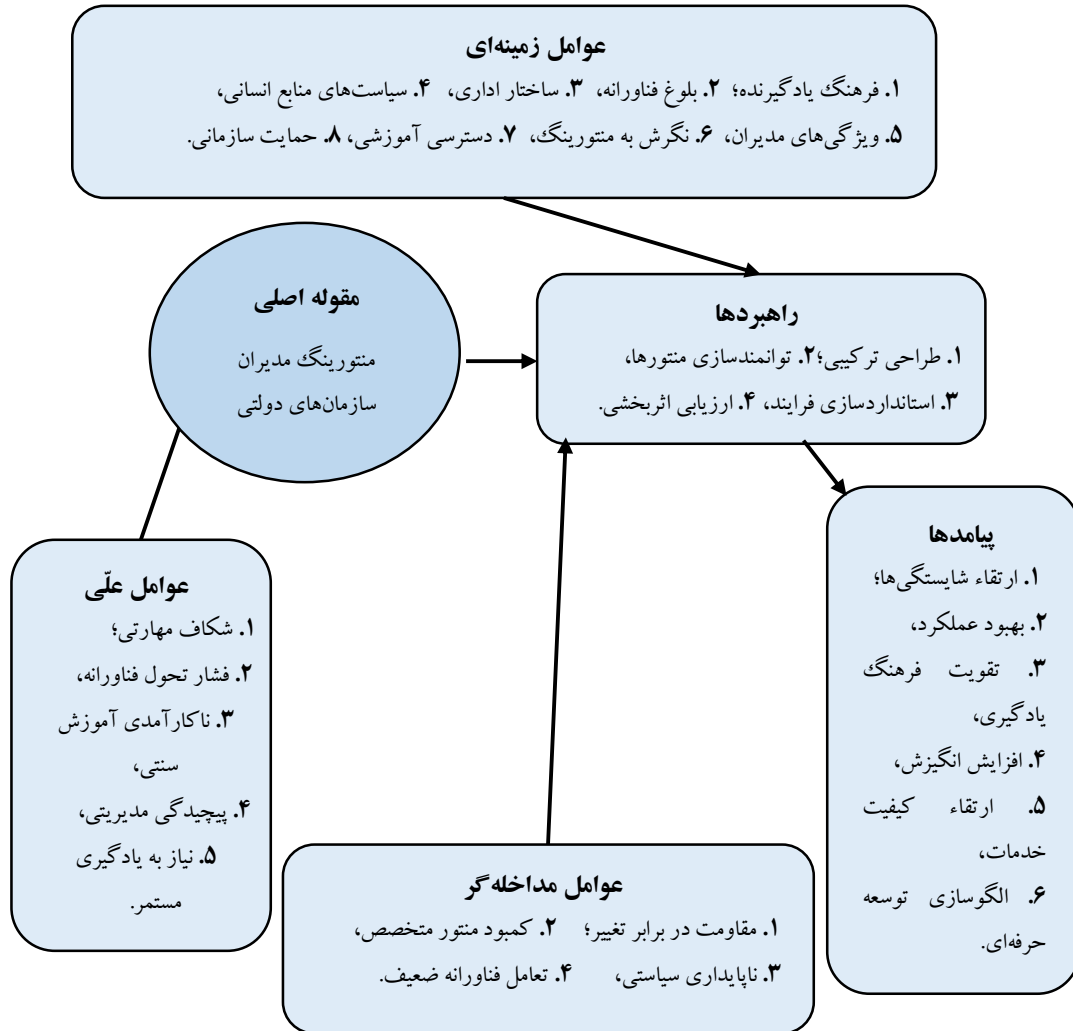 عوامل زمینه‌ای
۱. فرهنگ یادگیرنده؛ ۲. بلوغ فناورانه، ۳. ساختار اداری، ۴. سیاست‌های منابع انسانی،
۵. ویژگی‌های مدیران، ۶. نگرش به منتورینگ، ۷. دسترسی آموزشی، ۸. حمایت سازمانی.
مقوله اصلی
منتورینگ مدیران
سازمان‌های دولتی
راهبردها
۱. طراحی ترکیبی؛ ۲. توانمندسازی منتورها،
۳. استانداردسازی فرایند، ۴. ارزیابی اثربخشی.
عوامل علّی
۱. شکاف مهارتی؛
۲. فشار تحول فناورانه،
۳. ناکارآمدی آموزش
سنتی،
۴. پیچیدگی مدیریتی،
۵. نیاز به یادگیری
مستمر.
عوامل مداخله‌گر
۱. مقاومت در برابر تغییر؛ ۲. کمبود منتور متخصص،
۳. ناپایداری سیاستی، ۴. تعامل فناورانه ضعیف.
پیامدها
۱. ارتقاء شایستگی‌ها؛
۲. بهبود عملکرد،
۳. تقویت فرهنگ
یادگیری،
۴. افزایش انگیزش،
۵. ارتقاء کیفیت
خدمات،
۶. الگوسازی توسعه
حرفه‌ای.